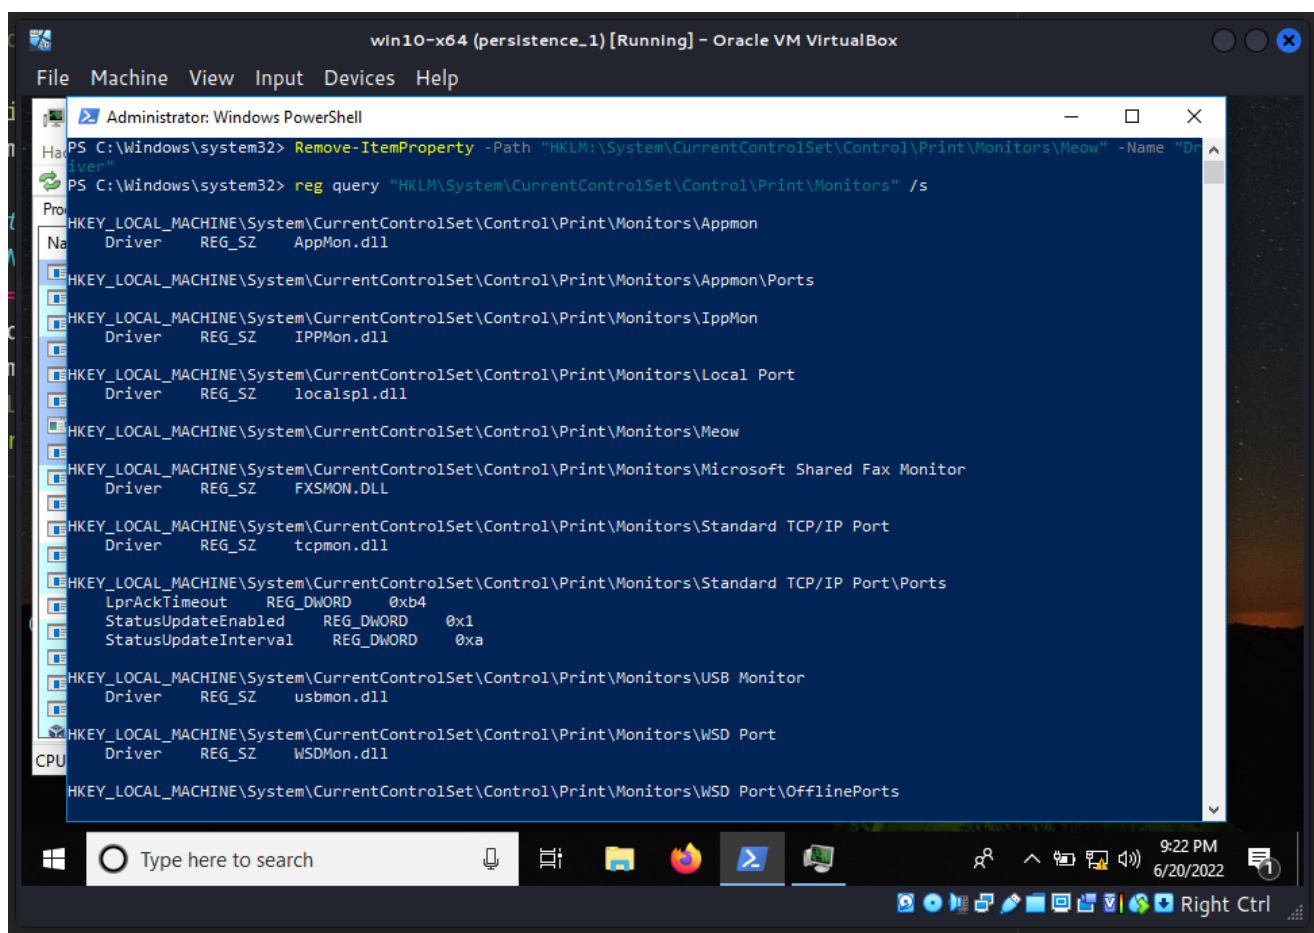 win10-x64 (persistence_1) [Running] - Oracle VM VirtualBox
File Machine View Input Devices Help
Administrator: Windows PowerShell
PS C:\Windows\system32> Remove-ItemProperty -Path "HKLM:\System\CurrentControlSet\Control\Print\Monitors\Meow" -Name "Dr
iver"
PS C:\Windows\system32> reg query "HKLM\System\CurrentControlSet\Control\Print\Monitors" /s
HKEY_LOCAL_MACHINE\System\CurrentControlSet\Control\Print\Monitors\Appmon
Driver REG_SZ AppMon.dll
HKEY_LOCAL_MACHINE\System\CurrentControlSet\Control\Print\Monitors\Appmon\Ports
HKEY_LOCAL_MACHINE\System\CurrentControlSet\Control\Print\Monitors\IppMon
Driver REG_SZ IPPMon.dll
HKEY_LOCAL_MACHINE\System\CurrentControlSet\Control\Print\Monitors\Local Port
Driver REG_SZ localspl.dll
HKEY_LOCAL_MACHINE\System\CurrentControlSet\Control\Print\Monitors\Meow
HKEY_LOCAL_MACHINE\System\CurrentControlSet\Control\Print\Monitors\Microsoft Shared Fax Monitor
Driver REG_SZ FXSMON.DLL
HKEY_LOCAL_MACHINE\System\CurrentControlSet\Control\Print\Monitors\Standard TCP/IP Port
Driver REG_SZ tcpmon.dll
HKEY_LOCAL_MACHINE\System\CurrentControlSet\Control\Print\Monitors\Standard TCP/IP Port\Ports
LprAckTimeout REG_DWORD 0xb4
StatusUpdateEnabled REG_DWORD 0x1
StatusUpdateInterval REG_DWORD 0xa
HKEY_LOCAL_MACHINE\System\CurrentControlSet\Control\Print\Monitors\USB Monitor
Driver REG_SZ usbmon.dll
HKEY_LOCAL_MACHINE\System\CurrentControlSet\Control\Print\Monitors\WSD Port
Driver REG_SZ WSDMon.dll
HKEY_LOCAL_MACHINE\System\CurrentControlSet\Control\Print\Monitors\WSD Port\OfflinePorts
CPU
Type here to search
9:22 PM
6/20/2022
1
Right Ctrl